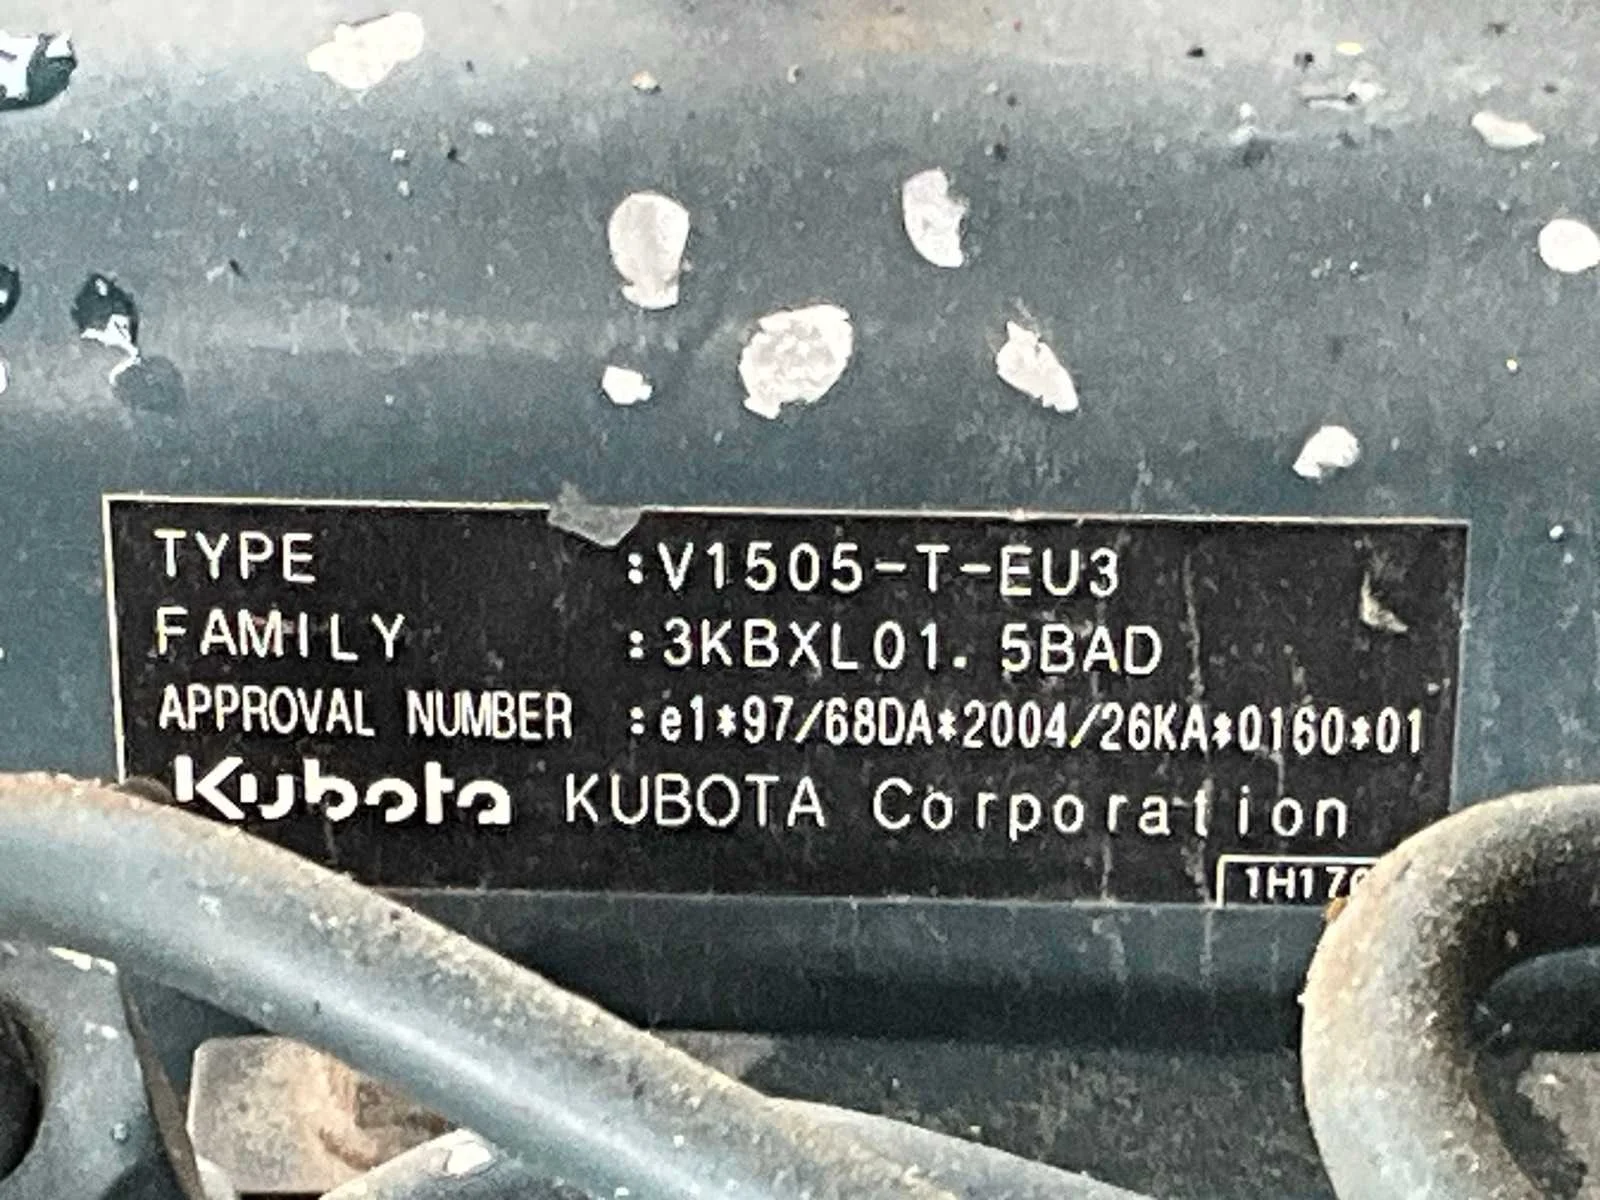 TYPE :V1505-T-EU3
FAMILY :3KBXL01.5BAD
APPROVAL NUMBER :e1*97/68DA*2004/26KA*0160*01
Kubota KUBOTA Corporation